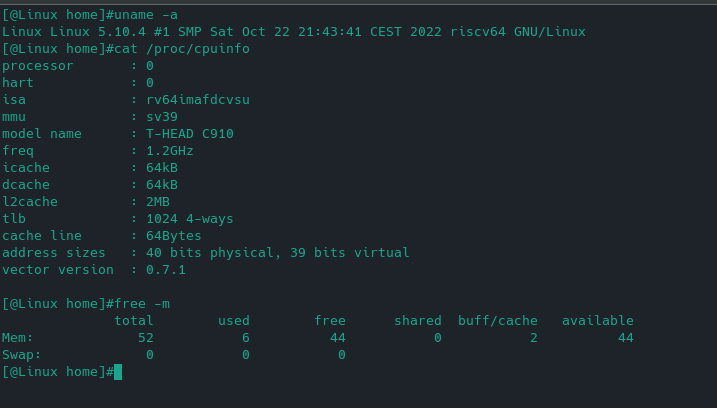 [@Linux home]#uname -a
Linux Linux 5.10.4 #1 SMP Sat Oct 22 21:43:41 CEST 2022 riscv64 GNU/Linux
[@Linux home]#cat /proc/cpuinfo
processor       : 0
hart            : 0
isa             : rv64imafdcvsu
mmu             : sv39
model name      : T-HEAD C910
freq            : 1.2GHz
icache          : 64kB
dcache          : 64kB
l2cache         : 2MB
tlb             : 1024 4-ways
cache line      : 64Bytes
address sizes   : 40 bits physical, 39 bits virtual
vector version  : 0.7.1

[@Linux home]#free -m
              total        used        free      shared  buff/cache   available
Mem:             52           6          44           0           2          44
Swap:             0           0           0
[@Linux home]#